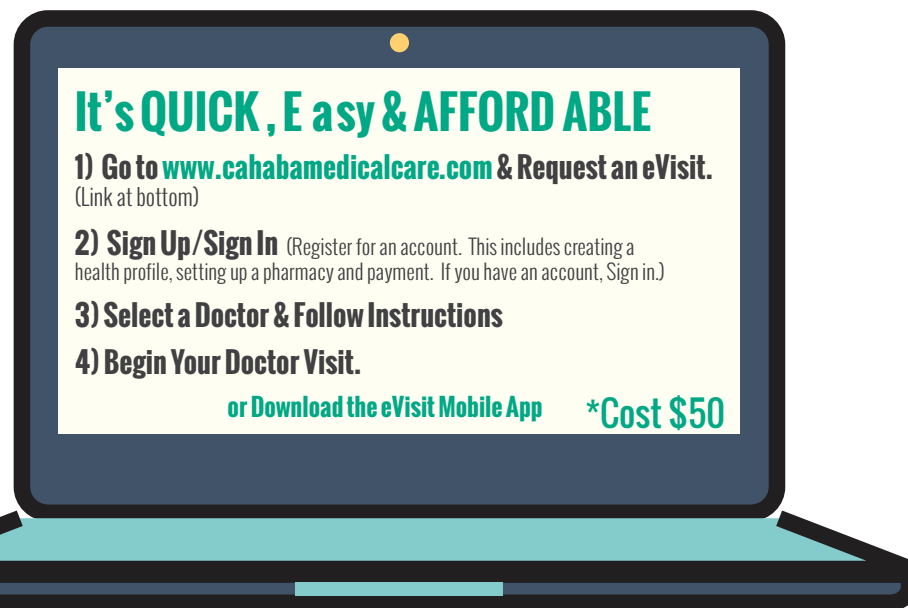 It's QUICK , E asy & AFFORD ABLE
1) Go to www.cahabamedicalcare.com & Request an eVisit.
(Link at bottom)
2) Sign Up/Sign In (Register for an account. This includes creating a
health profile, setting up a pharmacy and payment. If you have an account, Sign in.)
3) Select a Doctor & Follow Instructions
4) Begin Your Doctor Visit.
or Download the eVisit Mobile App *Cost $50